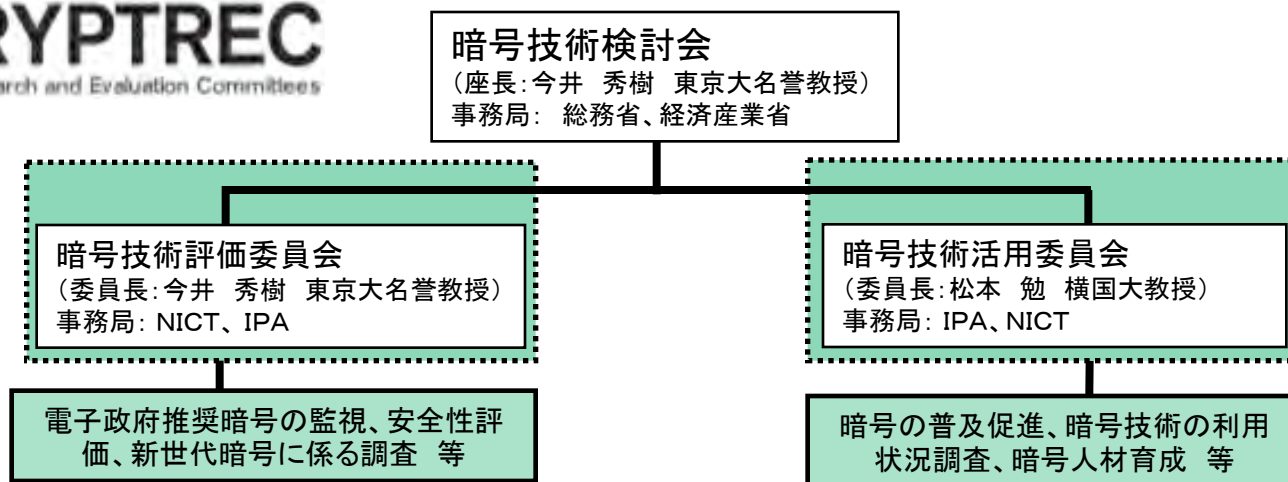 RYPTREC
arch and Evaluation Committees
暗号技術検討会
（座長：今井　秀樹　東京大名誉教授）
事務局：　総務省、経済産業省
暗号技術評価委員会
（委員長：今井　秀樹　東京大名誉教授）
事務局：NICT、IPA
暗号技術活用委員会
（委員長：松本　勉　横国大教授）
事務局：IPA、NICT
電子政府推奨暗号の監視、安全性評
価、新世代暗号に係る調査　等
暗号の普及促進、暗号技術の利用
状況調査、暗号人材育成　等